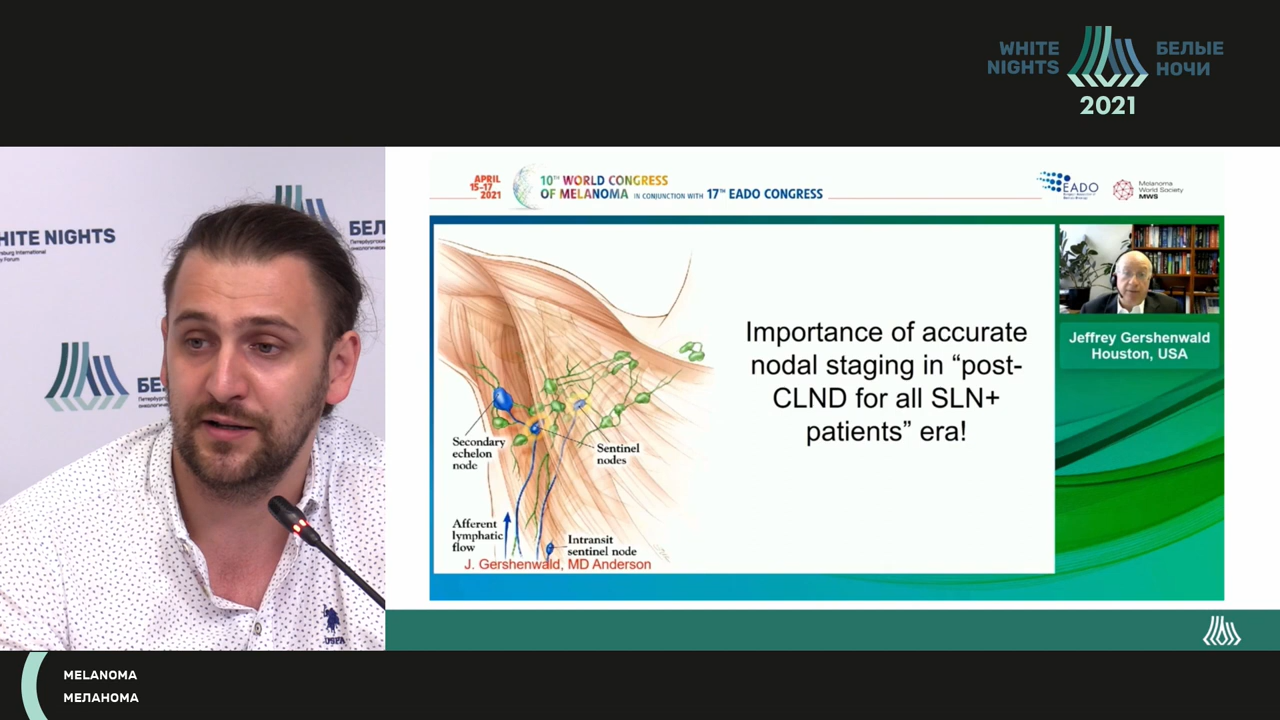 WHITE
NIGHTS
БЕЛЫЕ
НОЧИ
2021
HITE NIGHTS
БЕЛ
БЕ
USPA
APRIL
15-17
2021
10TH WORLD CONGRESS
OF MELANOMA IN CONJUNCTION WITH 17TH EADO CONGRESS
EADO
Melanoma
World Society
MWS
Importance of accurate
nodal staging in “post-
CLND for all SLN+
patients” era!
Secondary
echelon
node
Sentinel
nodes
Afferent
lymphatic
flow
Intransit
sentinel node
J. Gershenwald, MD Anderson
Jeffrey Gershenwald
Houston, USA
MELANOMA
МЕЛАНОМА